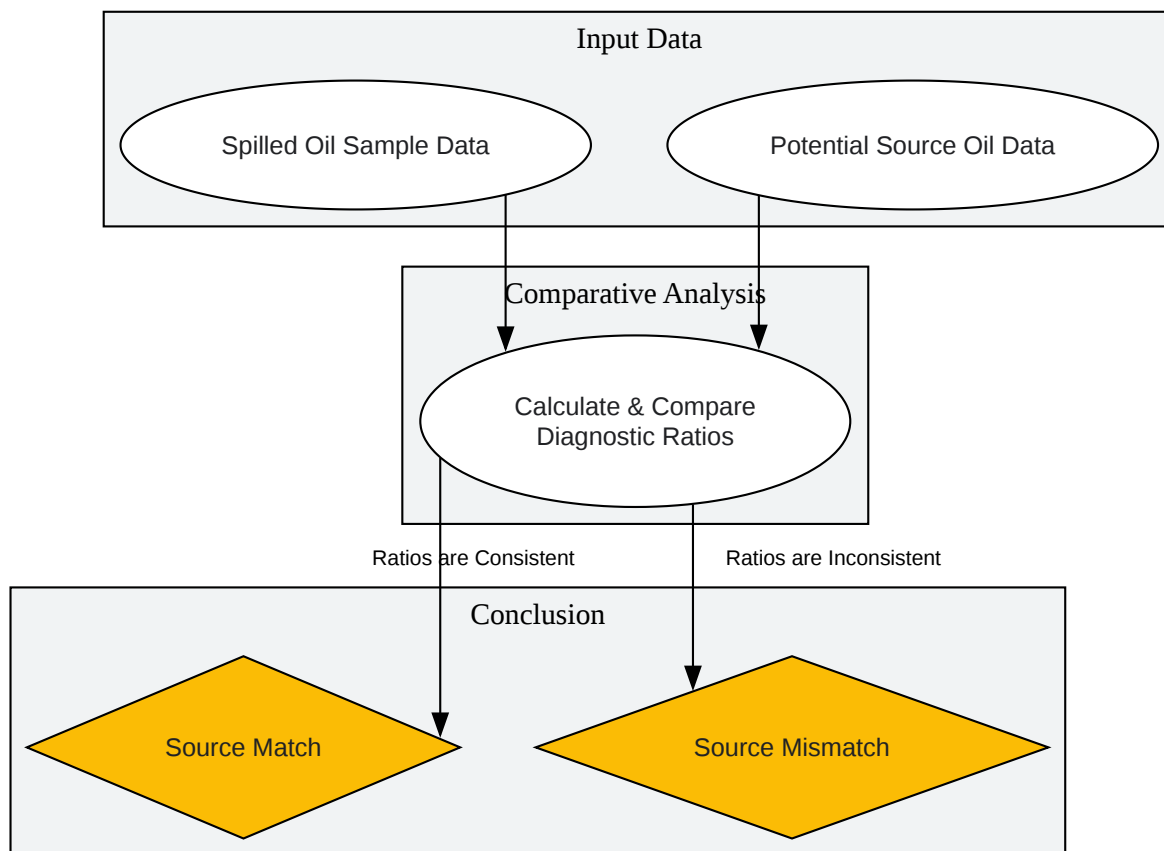 Input Data
Spilled Oil Sample Data
Potential Source Oil Data
Comparative Analysis
Calculate & Compare
Diagnostic Ratios
Ratios are Consistent
Ratios are Inconsistent
Conclusion
Source Match
Source Mismatch